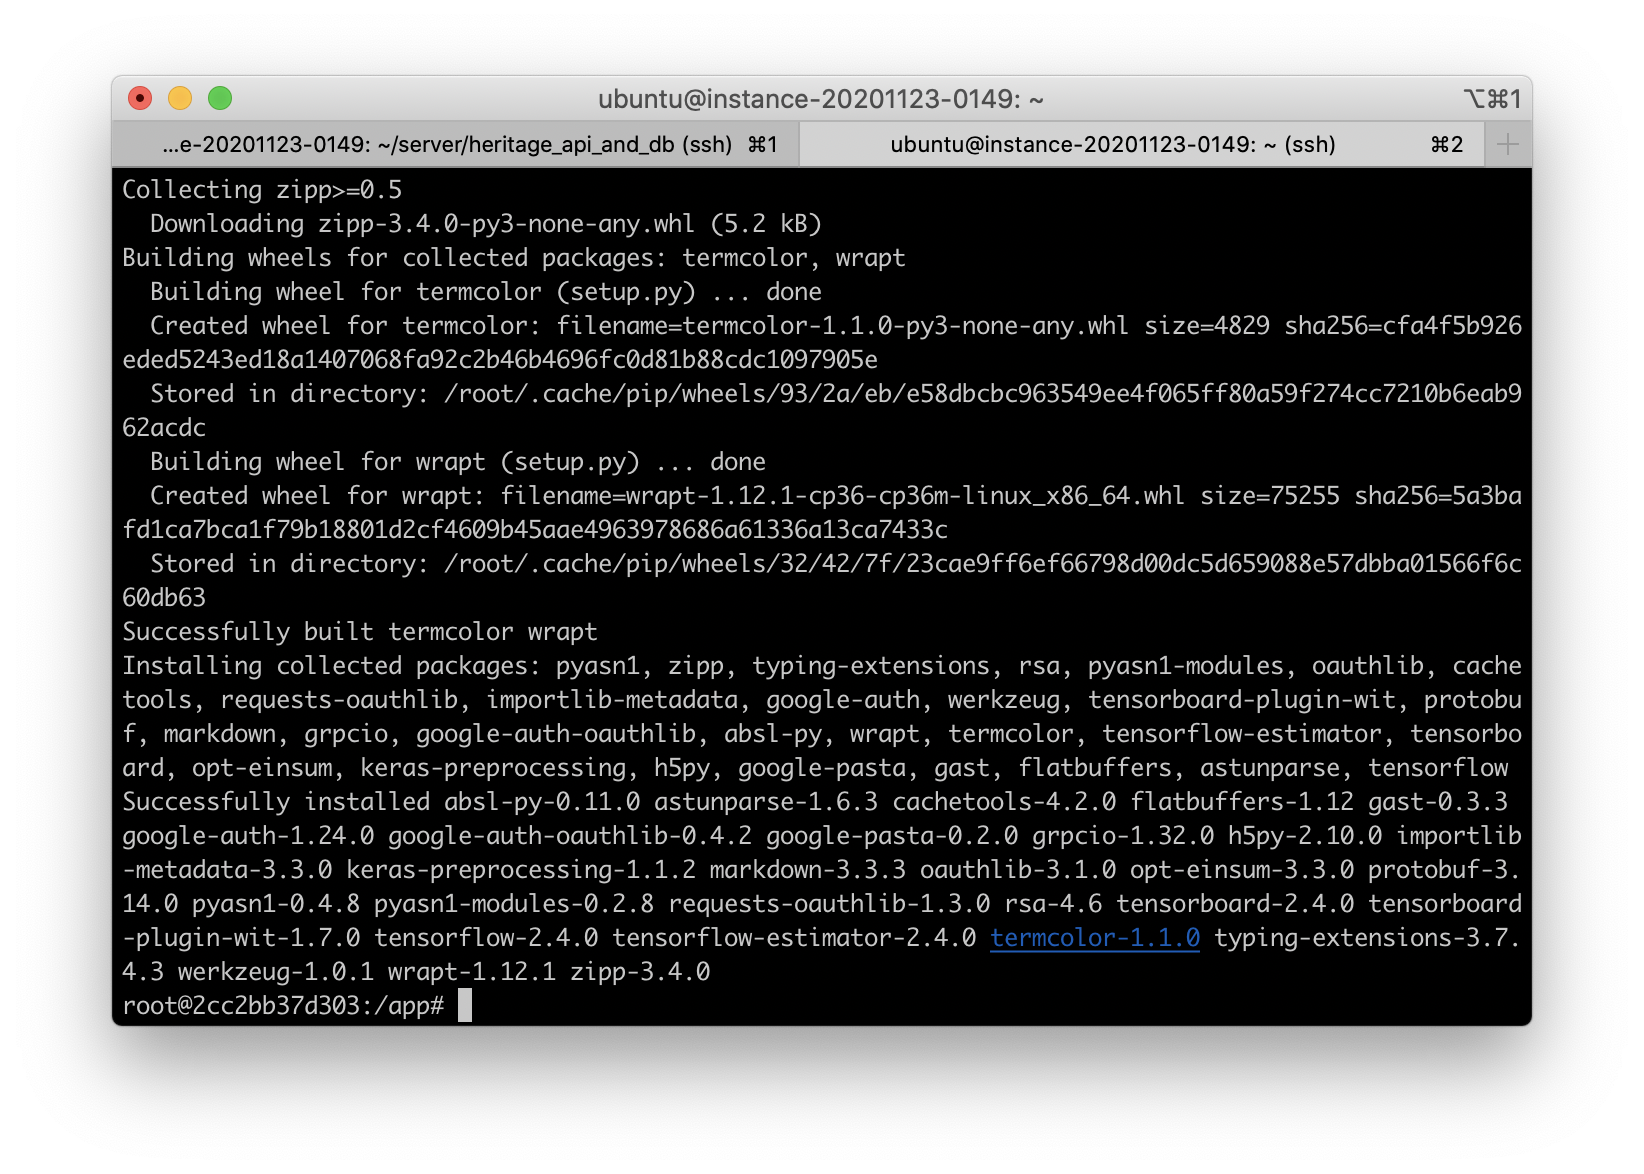 ubuntu@instance-20201123-0149: ~
⌥⌘1
...e-20201123-0149: ~/server/heritage_api_and_db (ssh) ⌘1
ubuntu@instance-20201123-0149: ~ (ssh) ⌘2
Collecting zipp>=0.5
  Downloading zipp-3.4.0-py3-none-any.whl (5.2 kB)
Building wheels for collected packages: termcolor, wrapt
  Building wheel for termcolor (setup.py) ... done
  Created wheel for termcolor: filename=termcolor-1.1.0-py3-none-any.whl size=4829 sha256=cfa4f5b926
eded5243ed18a1407068fa92c2b46b4696fc0d81b88cdc1097905e
  Stored in directory: /root/.cache/pip/wheels/93/2a/eb/e58dbcbc963549ee4f065ff80a59f274cc7210b6eab9
62acdc
  Building wheel for wrapt (setup.py) ... done
  Created wheel for wrapt: filename=wrapt-1.12.1-cp36-cp36m-linux_x86_64.whl size=75255 sha256=5a3ba
fd1ca7bca1f79b18801d2cf4609b45aae4963978686a61336a13ca7433c
  Stored in directory: /root/.cache/pip/wheels/32/42/7f/23cae9ff6ef66798d00dc5d659088e57dbba01566f6c
60db63
Successfully built termcolor wrapt
Installing collected packages: pyasn1, zipp, typing-extensions, rsa, pyasn1-modules, oauthlib, cache
tools, requests-oauthlib, importlib-metadata, google-auth, werkzeug, tensorboard-plugin-wit, protobu
f, markdown, grpcio, google-auth-oauthlib, absl-py, wrapt, termcolor, tensorflow-estimator, tensorbo
ard, opt-einsum, keras-preprocessing, h5py, google-pasta, gast, flatbuffers, astunparse, tensorflow
Successfully installed absl-py-0.11.0 astunparse-1.6.3 cachetools-4.2.0 flatbuffers-1.12 gast-0.3.3
google-auth-1.24.0 google-auth-oauthlib-0.4.2 google-pasta-0.2.0 grpcio-1.32.0 h5py-2.10.0 importlib
-metadata-3.3.0 keras-preprocessing-1.1.2 markdown-3.3.3 oauthlib-3.1.0 opt-einsum-3.3.0 protobuf-3.
14.0 pyasn1-0.4.8 pyasn1-modules-0.2.8 requests-oauthlib-1.3.0 rsa-4.6 tensorboard-2.4.0 tensorboard
-plugin-wit-1.7.0 tensorflow-2.4.0 tensorflow-estimator-2.4.0 termcolor-1.1.0 typing-extensions-3.7.
4.3 werkzeug-1.0.1 wrapt-1.12.1 zipp-3.4.0
root@2cc2bb37d303:/app#